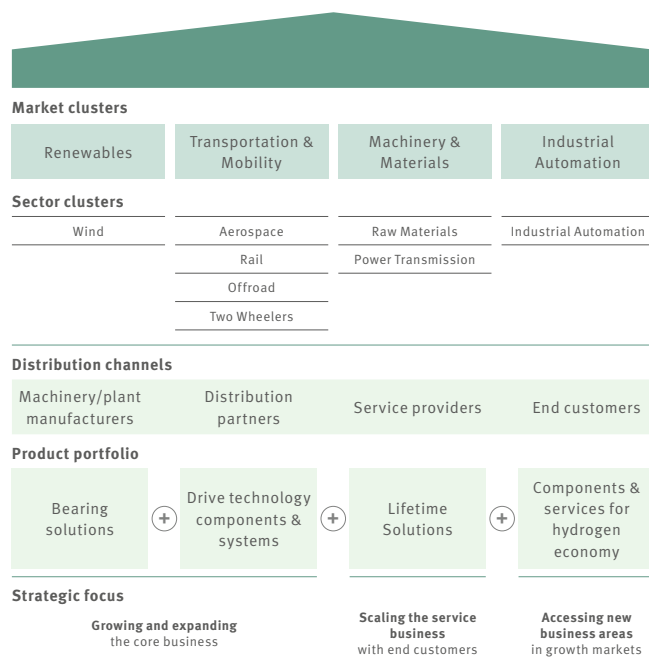 Market clusters
Renewables
Transportation &
Mobility
Machinery &
Materials
Industrial
Automation
Sector clusters
Wind
Aerospace
Raw Materials
Industrial Automation
Rail
Power Transmission
Offroad
Two Wheelers
Distribution channels
Machinery/plant
manufacturers
Distribution
partners
Service providers
End customers
Product portfolio
Bearing
solutions
+
Drive technology
components &
systems
+
Lifetime
Solutions
+
Components &
services for
hydrogen
economy
Strategic focus
Growing and expanding
the core business
Scaling the service
business
with end customers
Accessing new
business areas
in growth markets